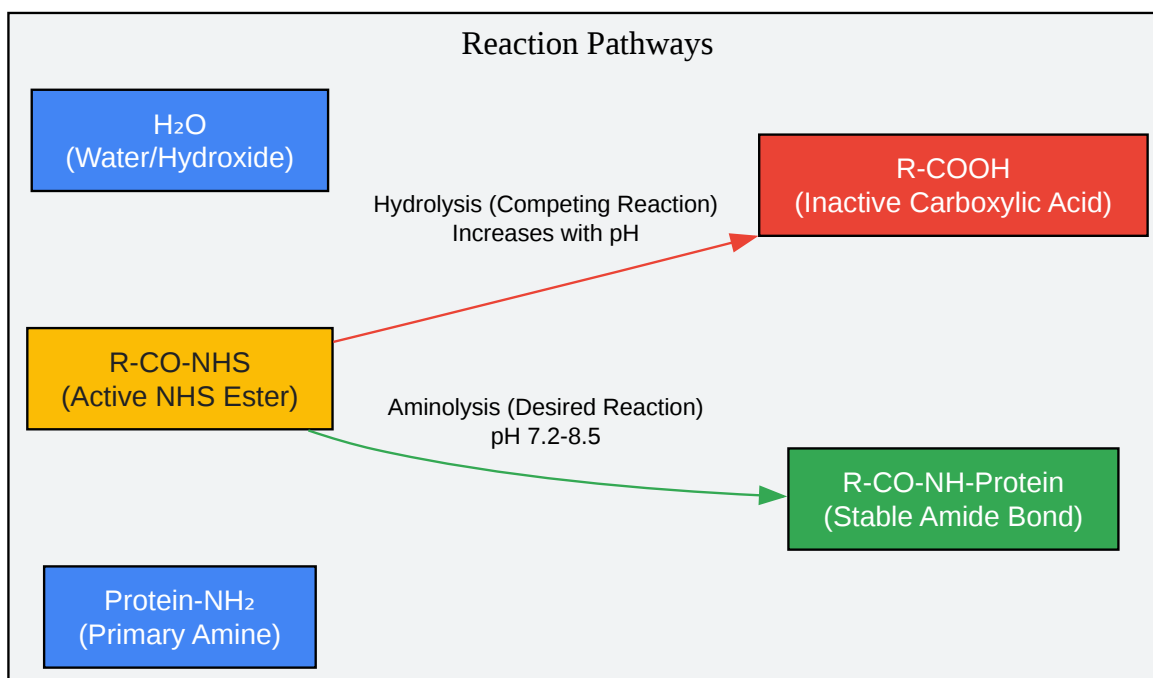 Reaction Pathways
H₂O
(Water/Hydroxide)
R-COOH
(Inactive Carboxylic Acid)
Hydrolysis (Competing Reaction)
Increases with pH
R-CO-NHS
(Active NHS Ester)
Aminolysis (Desired Reaction)
pH 7.2-8.5
R-CO-NH-Protein
(Stable Amide Bond)
Protein-NH₂
(Primary Amine)